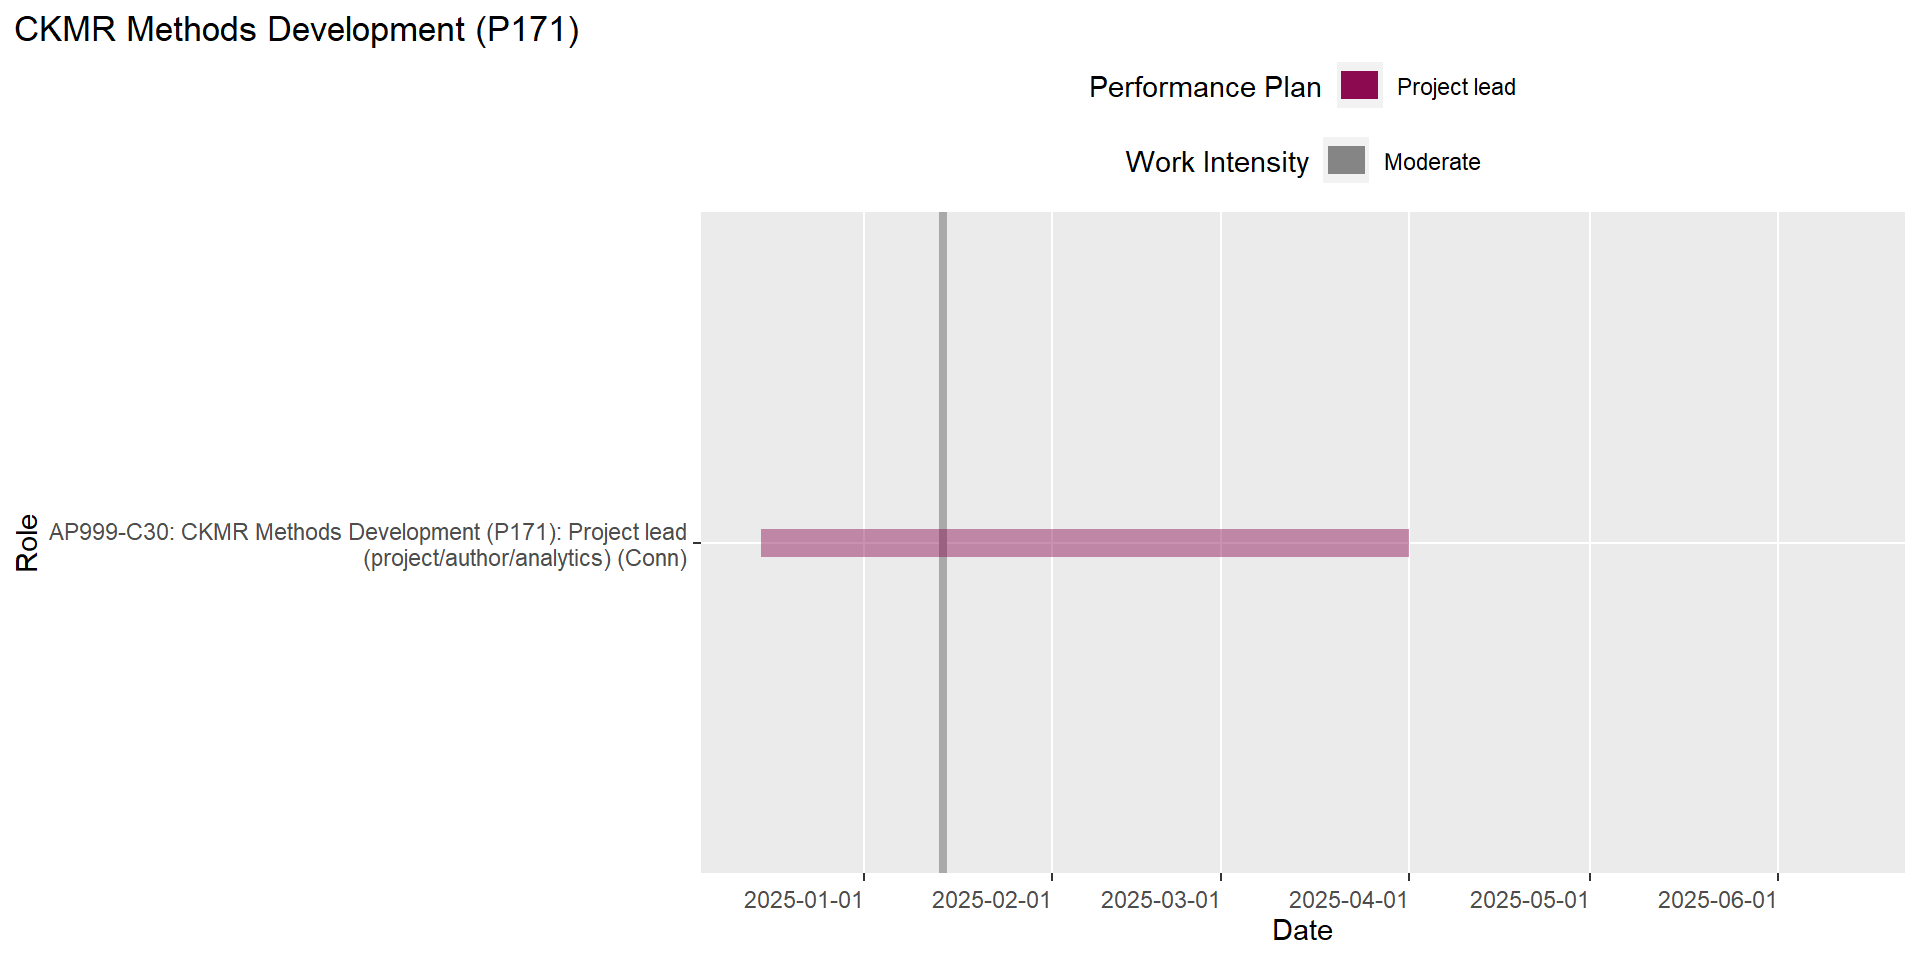 CKMR Methods Development (P171)
Performance Plan
Project lead
Work Intensity
Moderate
Role
AP999-C30: CKMR Methods Development (P171): Project lead
(project/author/analytics) (Conn)
2025-01-01
2025-02-01
2025-03-01
2025-04-01
2025-05-01
2025-06-01
Date